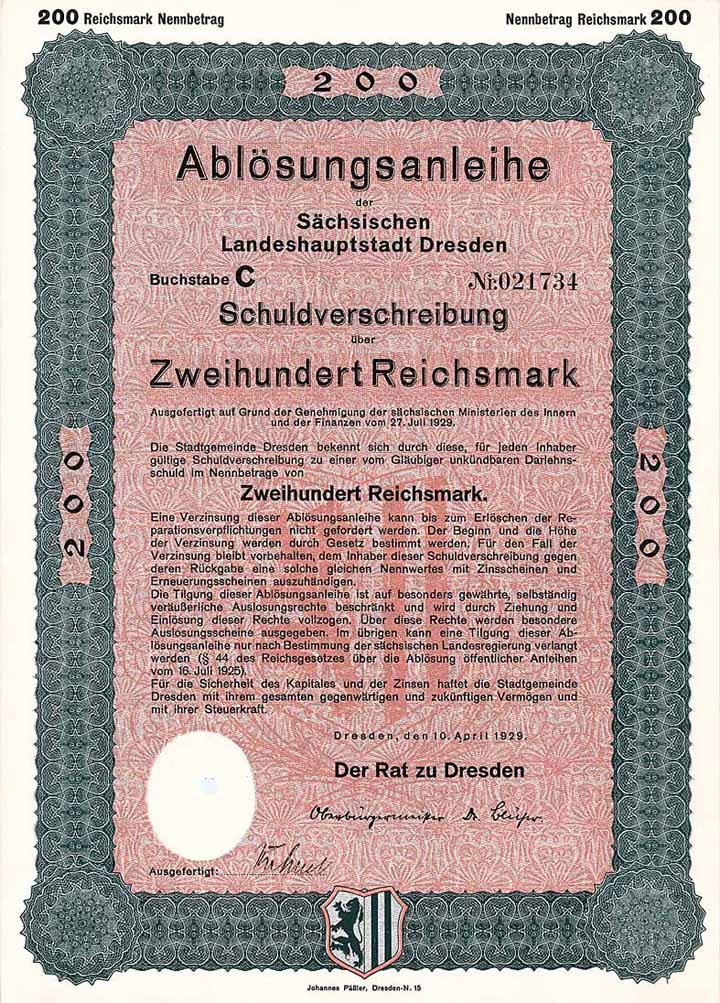 200 Reichsmark Nennbetrag
Nennbetrag Reichsmark 200
200
Ablösungsanleihe
der
Sächsischen
Landeshauptstadt Dresden
Buchstabe C
Nr. 021734
Schuldverschreibung
über
Zweihundert Reichsmark
Ausgefertigt auf Grund der Genehmigung der sächsischen Ministerien des Innern
und der Finanzen vom 27. Juli 1929.
Die Stadtgemeinde Dresden bekennt sich durch diese, für jeden Inhaber
gültige Schuldverschreibung zu einer vom Gläubiger unkündbaren Darlehns-
schuld im Nennbetrage von
Zweihundert Reichsmark.
Eine Verzinsung dieser Ablösungsanleihe kann bis zum Erlöschen der Re-
parationsverpflichtungen nicht gefordert werden. Der Beginn und die Höhe
der Verzinsung werden durch Gesetz bestimmt werden. Für den Fall der
Verzinsung bleibt vorbehalten, dem Inhaber dieser Schuldverschreibung gegen
deren Rückgabe eine solche gleichen Nennwertes mit Zinsscheinen und
Erneuerungsscheinen auszuhändigen.
Die Tilgung dieser Ablösungsanleihe ist auf besonders gewährte, selbständig
veräußerliche Auslosungsrechte beschränkt und wird durch Ziehung und
Einlösung dieser Rechte vollzogen. Über diese Rechte werden besondere
Auslosungsscheine ausgegeben. Im übrigen kann eine Tilgung dieser Ab-
lösungsanleihe nur nach Bestimmung der sächsischen Landesregierung verlangt
werden (§ 44 des Reichsgesetzes über die Ablösung öffentlicher Anleihen
vom 16. Juli 1925).
Für die Sicherheit des Kapitales und der Zinsen haftet die Stadtgemeinde
Dresden mit ihrem gesamten gegenwärtigen und zukünftigen Vermögen und
mit ihrer Steuerkraft.
200
200
Dresden, den 10. April 1929.
Der Rat zu Dresden
Oberbürgermeister Dr. Blüher.
Ausgefertigt:
Johannes Päßler, Dresden-N. 15